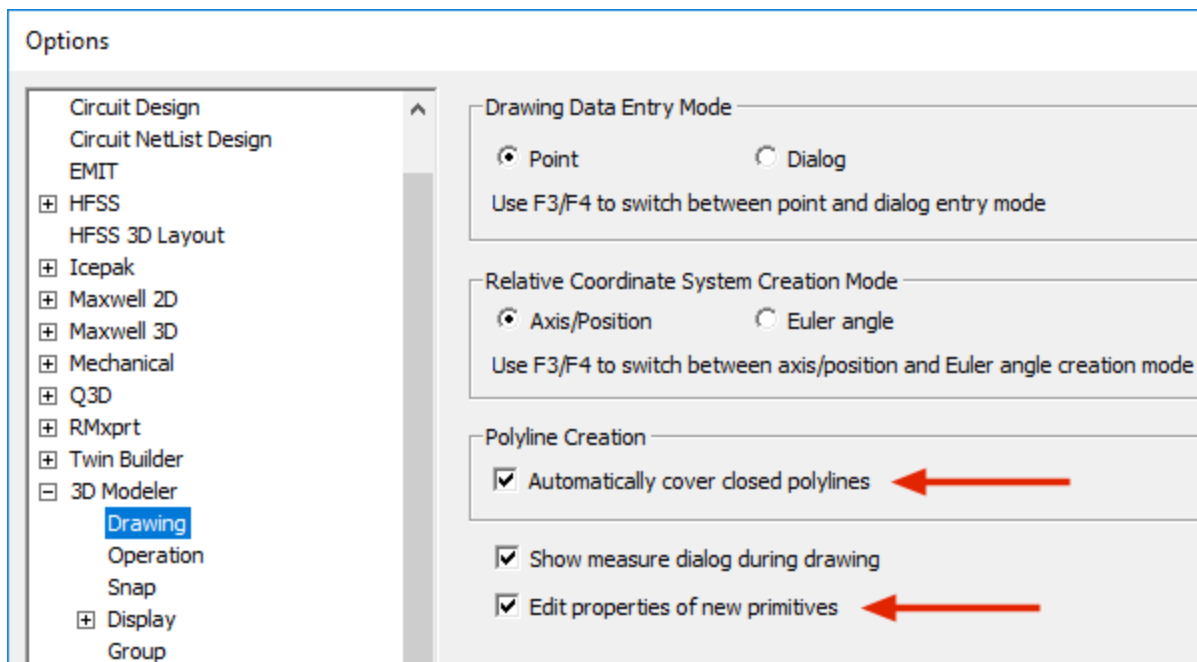 Options
Circuit Design
Circuit NetList Design
EMIT
HFSS
HFSS 3D Layout
Icepak
Maxwell 2D
Maxwell 3D
Mechanical
Q3D
RMxprt
Twin Builder
3D Modeler
Drawing
Operation
Snap
Display
Group
Drawing Data Entry Mode
Point Dialog
Use F3/F4 to switch between point and dialog entry mode
Relative Coordinate System Creation Mode
Axis/Position Euler angle
Use F3/F4 to switch between axis/position and Euler angle creation mode
Polyline Creation
Automatically cover closed polylines
Show measure dialog during drawing
Edit properties of new primitives